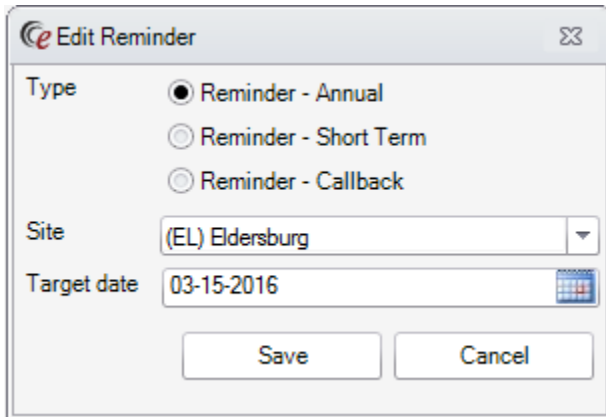 Edit Reminder
Type
Reminder - Annual
Reminder - Short Term
Reminder - Callback
Site
(EL) Eldersburg
Target date
03-15-2016
Save
Cancel